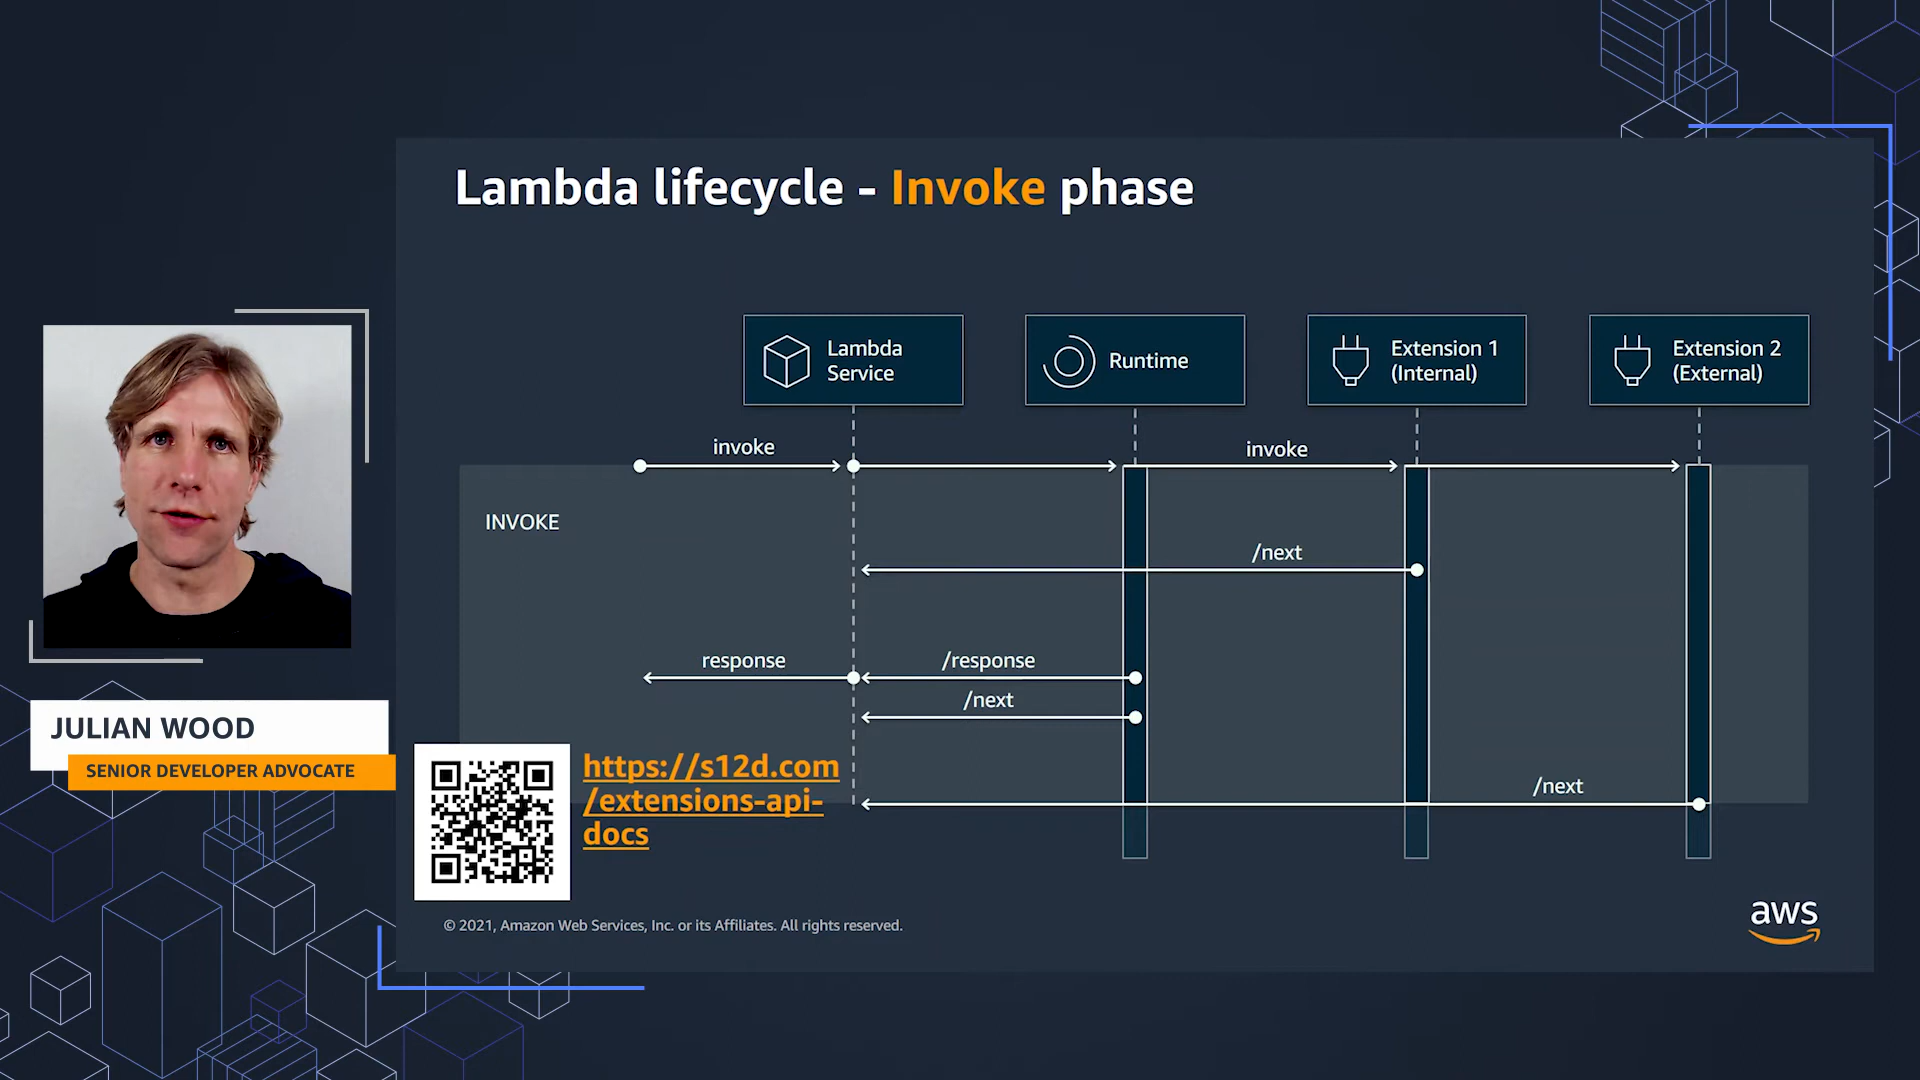 Lambda lifecycle - Invoke phase
Lambda
Service
Runtime
Extension 1
(Internal)
Extension 2
(External)
invoke
invoke
INVOKE
/next
response
/response
/next
/next
JULIAN WOOD
SENIOR DEVELOPER ADVOCATE
https://s12d.com
/extensions-api-
docs
© 2021, Amazon Web Services, Inc. or its Affiliates. All rights reserved.
aws